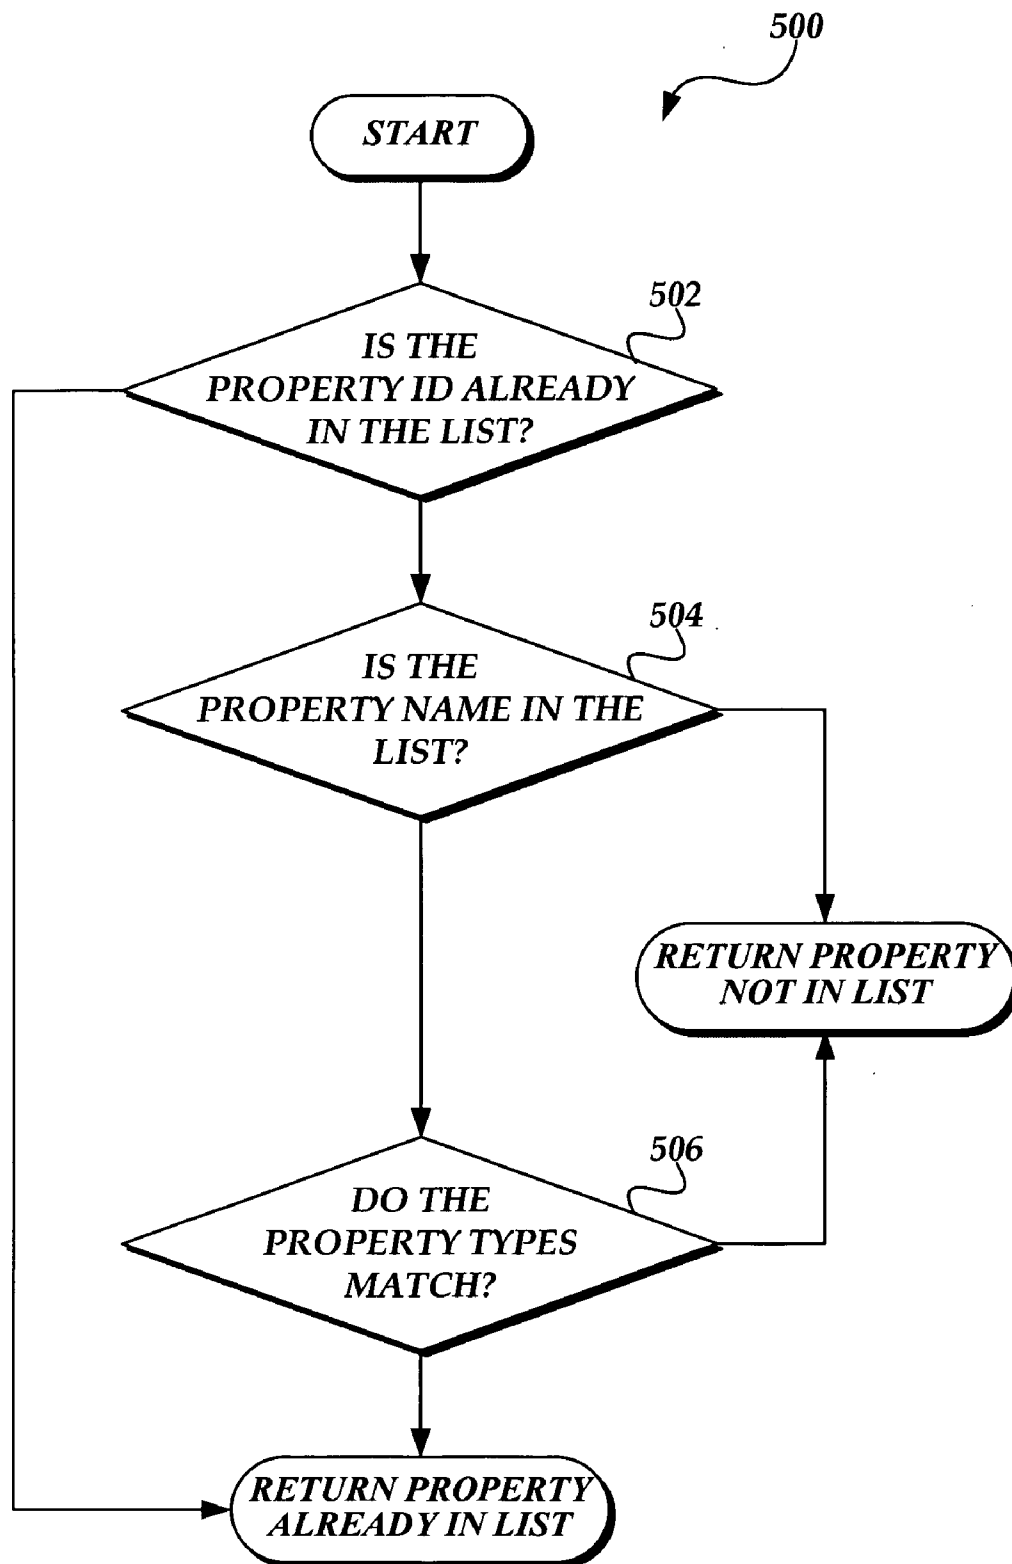 500
START
502
IS THE
PROPERTY ID ALREADY
IN THE LIST?
504
IS THE
PROPERTY NAME IN THE
LIST?
RETURN PROPERTY
NOT IN LIST
506
DO THE
PROPERTY TYPES
MATCH?
RETURN PROPERTY
ALREADY IN LIST